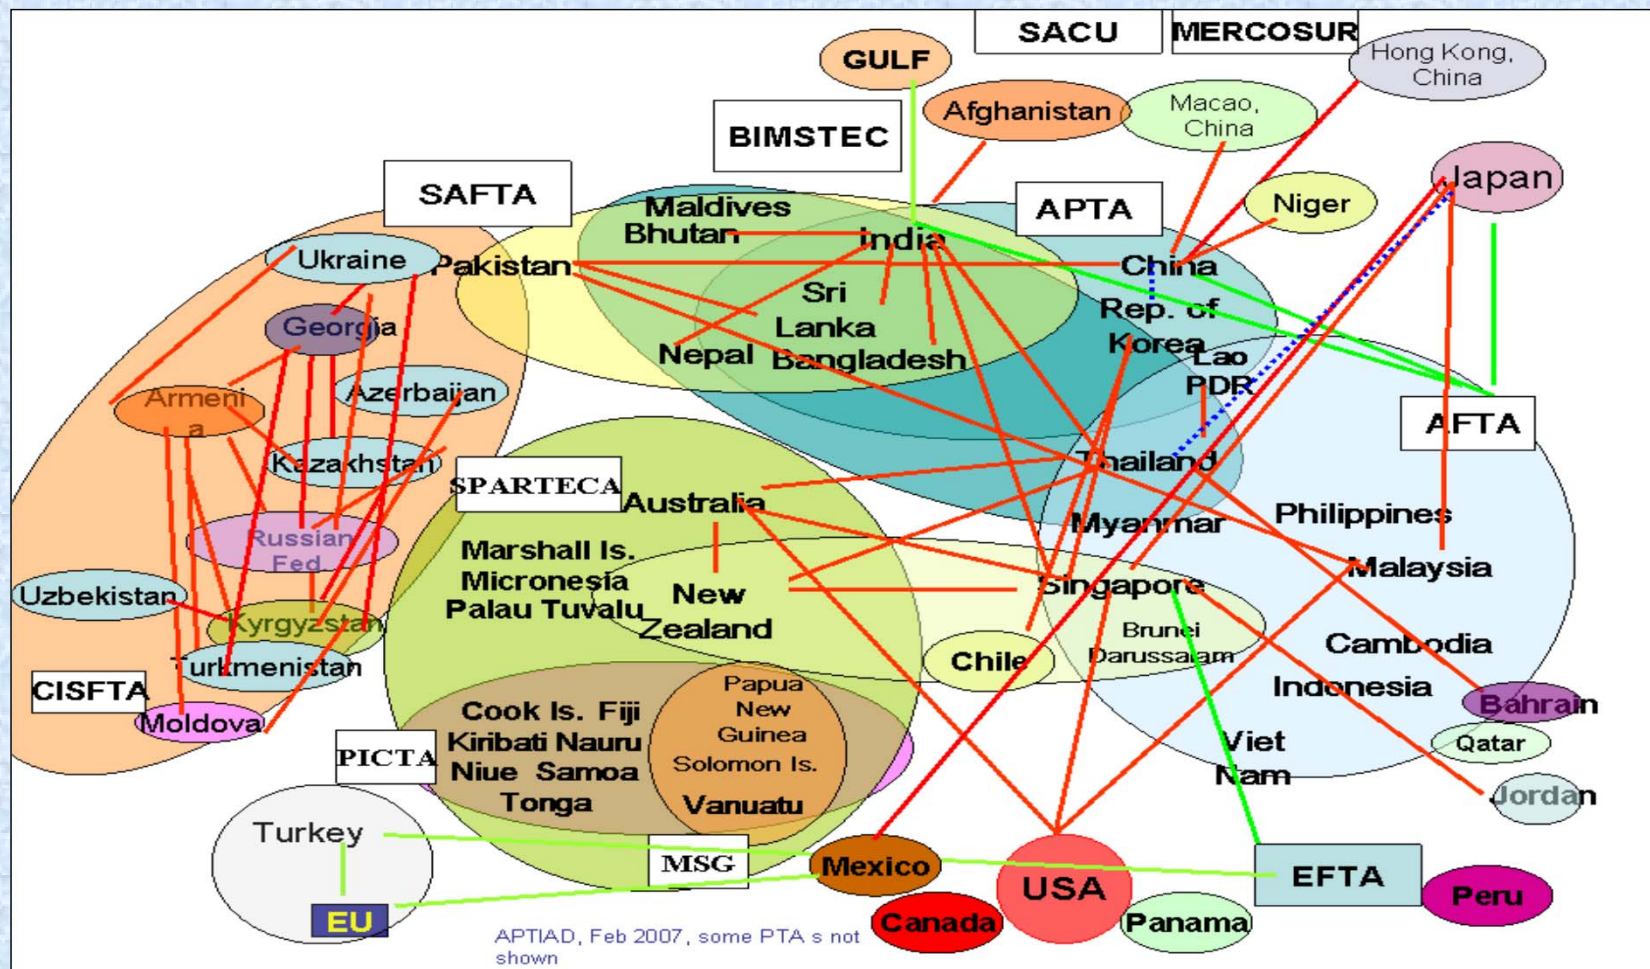 SACU
MERCOSUR
GULF
Hong Kong,
China
Afghanistan
Macao,
China
BIMSTEC
SAFTA
APTA
Japan
Niger
Maldives
Bhutan
India
Ukraine
Pakistan
China
Sri
Lanka
Rep. of
Korea
Georgia
Nepal
Bangladesh
Lao
PDR
Azerbaijan
Armeni
a
AFTA
Kazakhstan
Thailand
SPARTECA
Australia
Philippines
Myanmar
Russian
Fed
Marshall Is.
Micronesia
Palau Tuvalu
Malaysia
Singapore
Uzbekistan
New
Zealand
Kyrgyzstan
Brunei
Darussalam
Cambodia
Chile
Turkmenistan
CISFTA
Indonesia
Papua
New
Guinea
Solomon Is.
Vanuatu
Bahrain
Moldova
Cook Is. Fiji
Kiribati Nauru
Niue Samoa
Tonga
Qatar
Viet
Nam
PICTA
Jordan
Turkey
MSG
Mexico
USA
EFTA
Peru
EU
Canada
Panama
APTIAD, Feb 2007, some PTA s not
shown